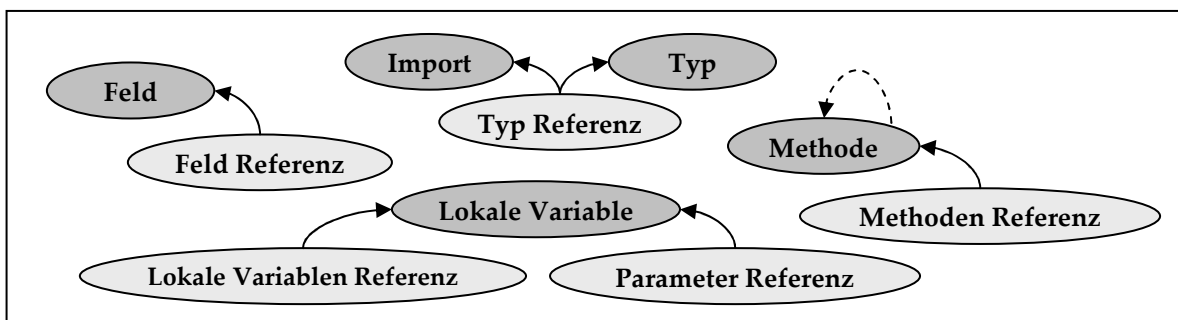 Import
Typ
Feld
Typ Referenz
Methode
Feld Referenz
Lokale Variable
Methoden Referenz
Lokale Variablen Referenz
Parameter Referenz